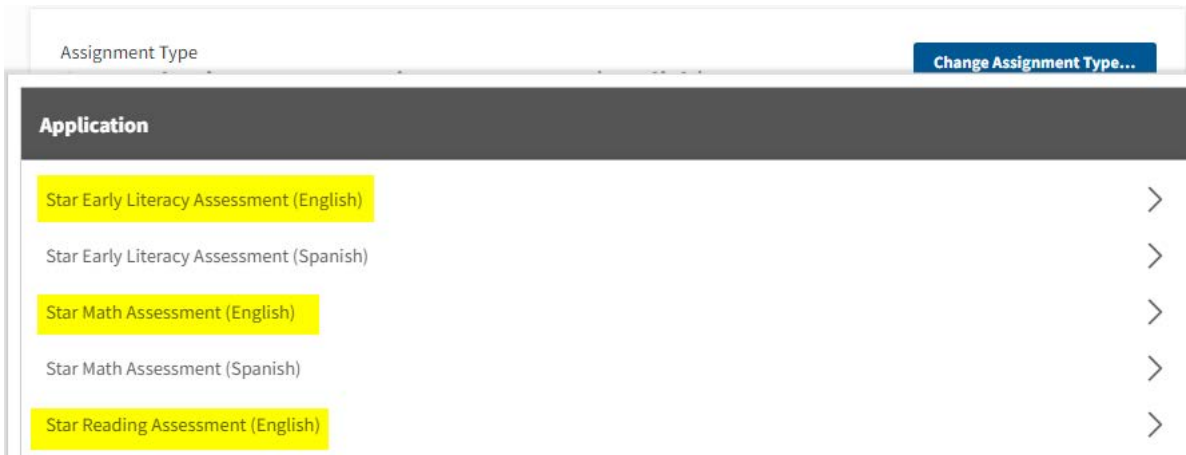 Assignment Type
Change Assignment Type...
Application
Star Early Literacy Assessment (English)
Star Early Literacy Assessment (Spanish)
Star Math Assessment (English)
Star Math Assessment (Spanish)
Star Reading Assessment (English)